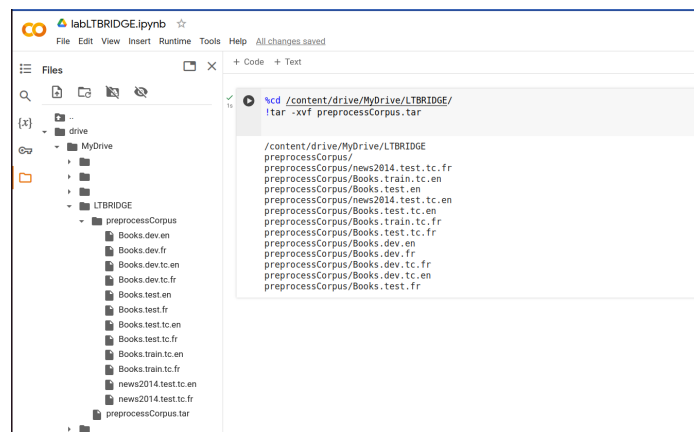 labLTBRIDGE.ipynb
File Edit View Insert Runtime Tools Help All changes saved
Files
{x}
..
drive
MyDrive
LTBRIDGE
preprocessCorpus
Books.dev.en
Books.dev.fr
Books.dev.tc.en
Books.dev.tc.fr
Books.test.en
Books.test.fr
Books.test.tc.en
Books.test.tc.fr
Books.train.tc.en
Books.train.tc.fr
news2014.test.tc.en
news2014.test.tc.fr
preprocessCorpus.tar
+ Code + Text
1s
%cd /content/drive/MyDrive/LTBRIDGE/
!tar -xvf preprocessCorpus.tar
/content/drive/MyDrive/LTBRIDGE
preprocessCorpus/
preprocessCorpus/news2014.test.tc.fr
preprocessCorpus/Books.train.tc.en
preprocessCorpus/Books.test.en
preprocessCorpus/news2014.test.tc.en
preprocessCorpus/Books.test.tc.en
preprocessCorpus/Books.train.tc.fr
preprocessCorpus/Books.test.tc.fr
preprocessCorpus/Books.dev.en
preprocessCorpus/Books.dev.fr
preprocessCorpus/Books.dev.tc.fr
preprocessCorpus/Books.dev.tc.en
preprocessCorpus/Books.test.fr